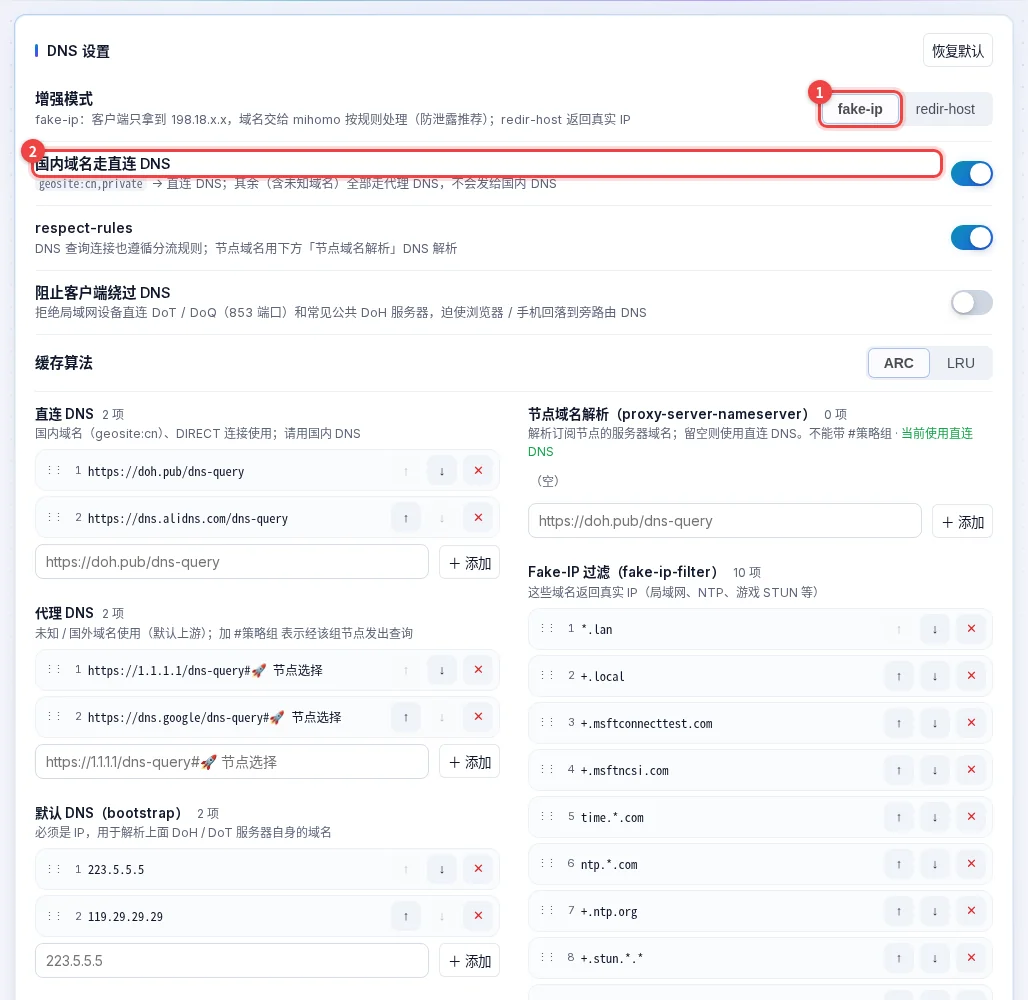 DNS 设置
恢复默认
增强模式
fake-ip：客户端只拿到 198.18.x.x，域名交给 mihomo 按规则处理（防泄露推荐）；redir-host 返回真实 IP
1
fake-ip
redir-host
2
国内域名走直连 DNS
geosite:cn,private → 直连 DNS；其余（含未知域名）全部走代理 DNS，不会发给国内 DNS
respect-rules
DNS 查询连接也遵循分流规则；节点域名用下方「节点域名解析」DNS 解析
阻止客户端绕过 DNS
拒绝局域网设备直连 DoT / DoQ（853 端口）和常见公共 DoH 服务器，迫使浏览器 / 手机回落到旁路由 DNS
缓存算法
ARC
LRU
直连 DNS 2 项
国内域名（geosite:cn）、DIRECT 连接使用；请用国内 DNS
1 https://doh.pub/dns-query ↑ ↓ ×
2 https://dns.alidns.com/dns-query ↑ ↓ ×
https://doh.pub/dns-query
＋ 添加
代理 DNS 2 项
未知 / 国外域名使用（默认上游）；加 #策略组 表示经该组节点发出查询
1 https://1.1.1.1/dns-query#🚀 节点选择 ↑ ↓ ×
2 https://dns.google/dns-query#🚀 节点选择 ↑ ↓ ×
https://1.1.1.1/dns-query#🚀 节点选择
＋ 添加
默认 DNS（bootstrap） 2 项
必须是 IP，用于解析上面 DoH / DoT 服务器自身的域名
1 223.5.5.5 ↑ ↓ ×
2 119.29.29.29 ↑ ↓ ×
223.5.5.5
＋ 添加
节点域名解析（proxy-server-nameserver） 0 项
解析订阅节点的服务器域名；留空则使用直连 DNS。不能带 #策略组 · 当前使用直连
DNS
（空）
https://doh.pub/dns-query
＋ 添加
Fake-IP 过滤（fake-ip-filter） 10 项
这些域名返回真实 IP（局域网、NTP、游戏 STUN 等）
1 *.lan ↑ ↓ ×
2 +.local ↑ ↓ ×
3 +.msftconnecttest.com ↑ ↓ ×
4 +.msftncsi.com ↑ ↓ ×
5 time.*.com ↑ ↓ ×
6 ntp.*.com ↑ ↓ ×
7 +.ntp.org ↑ ↓ ×
8 +.stun.*.* ↑ ↓ ×